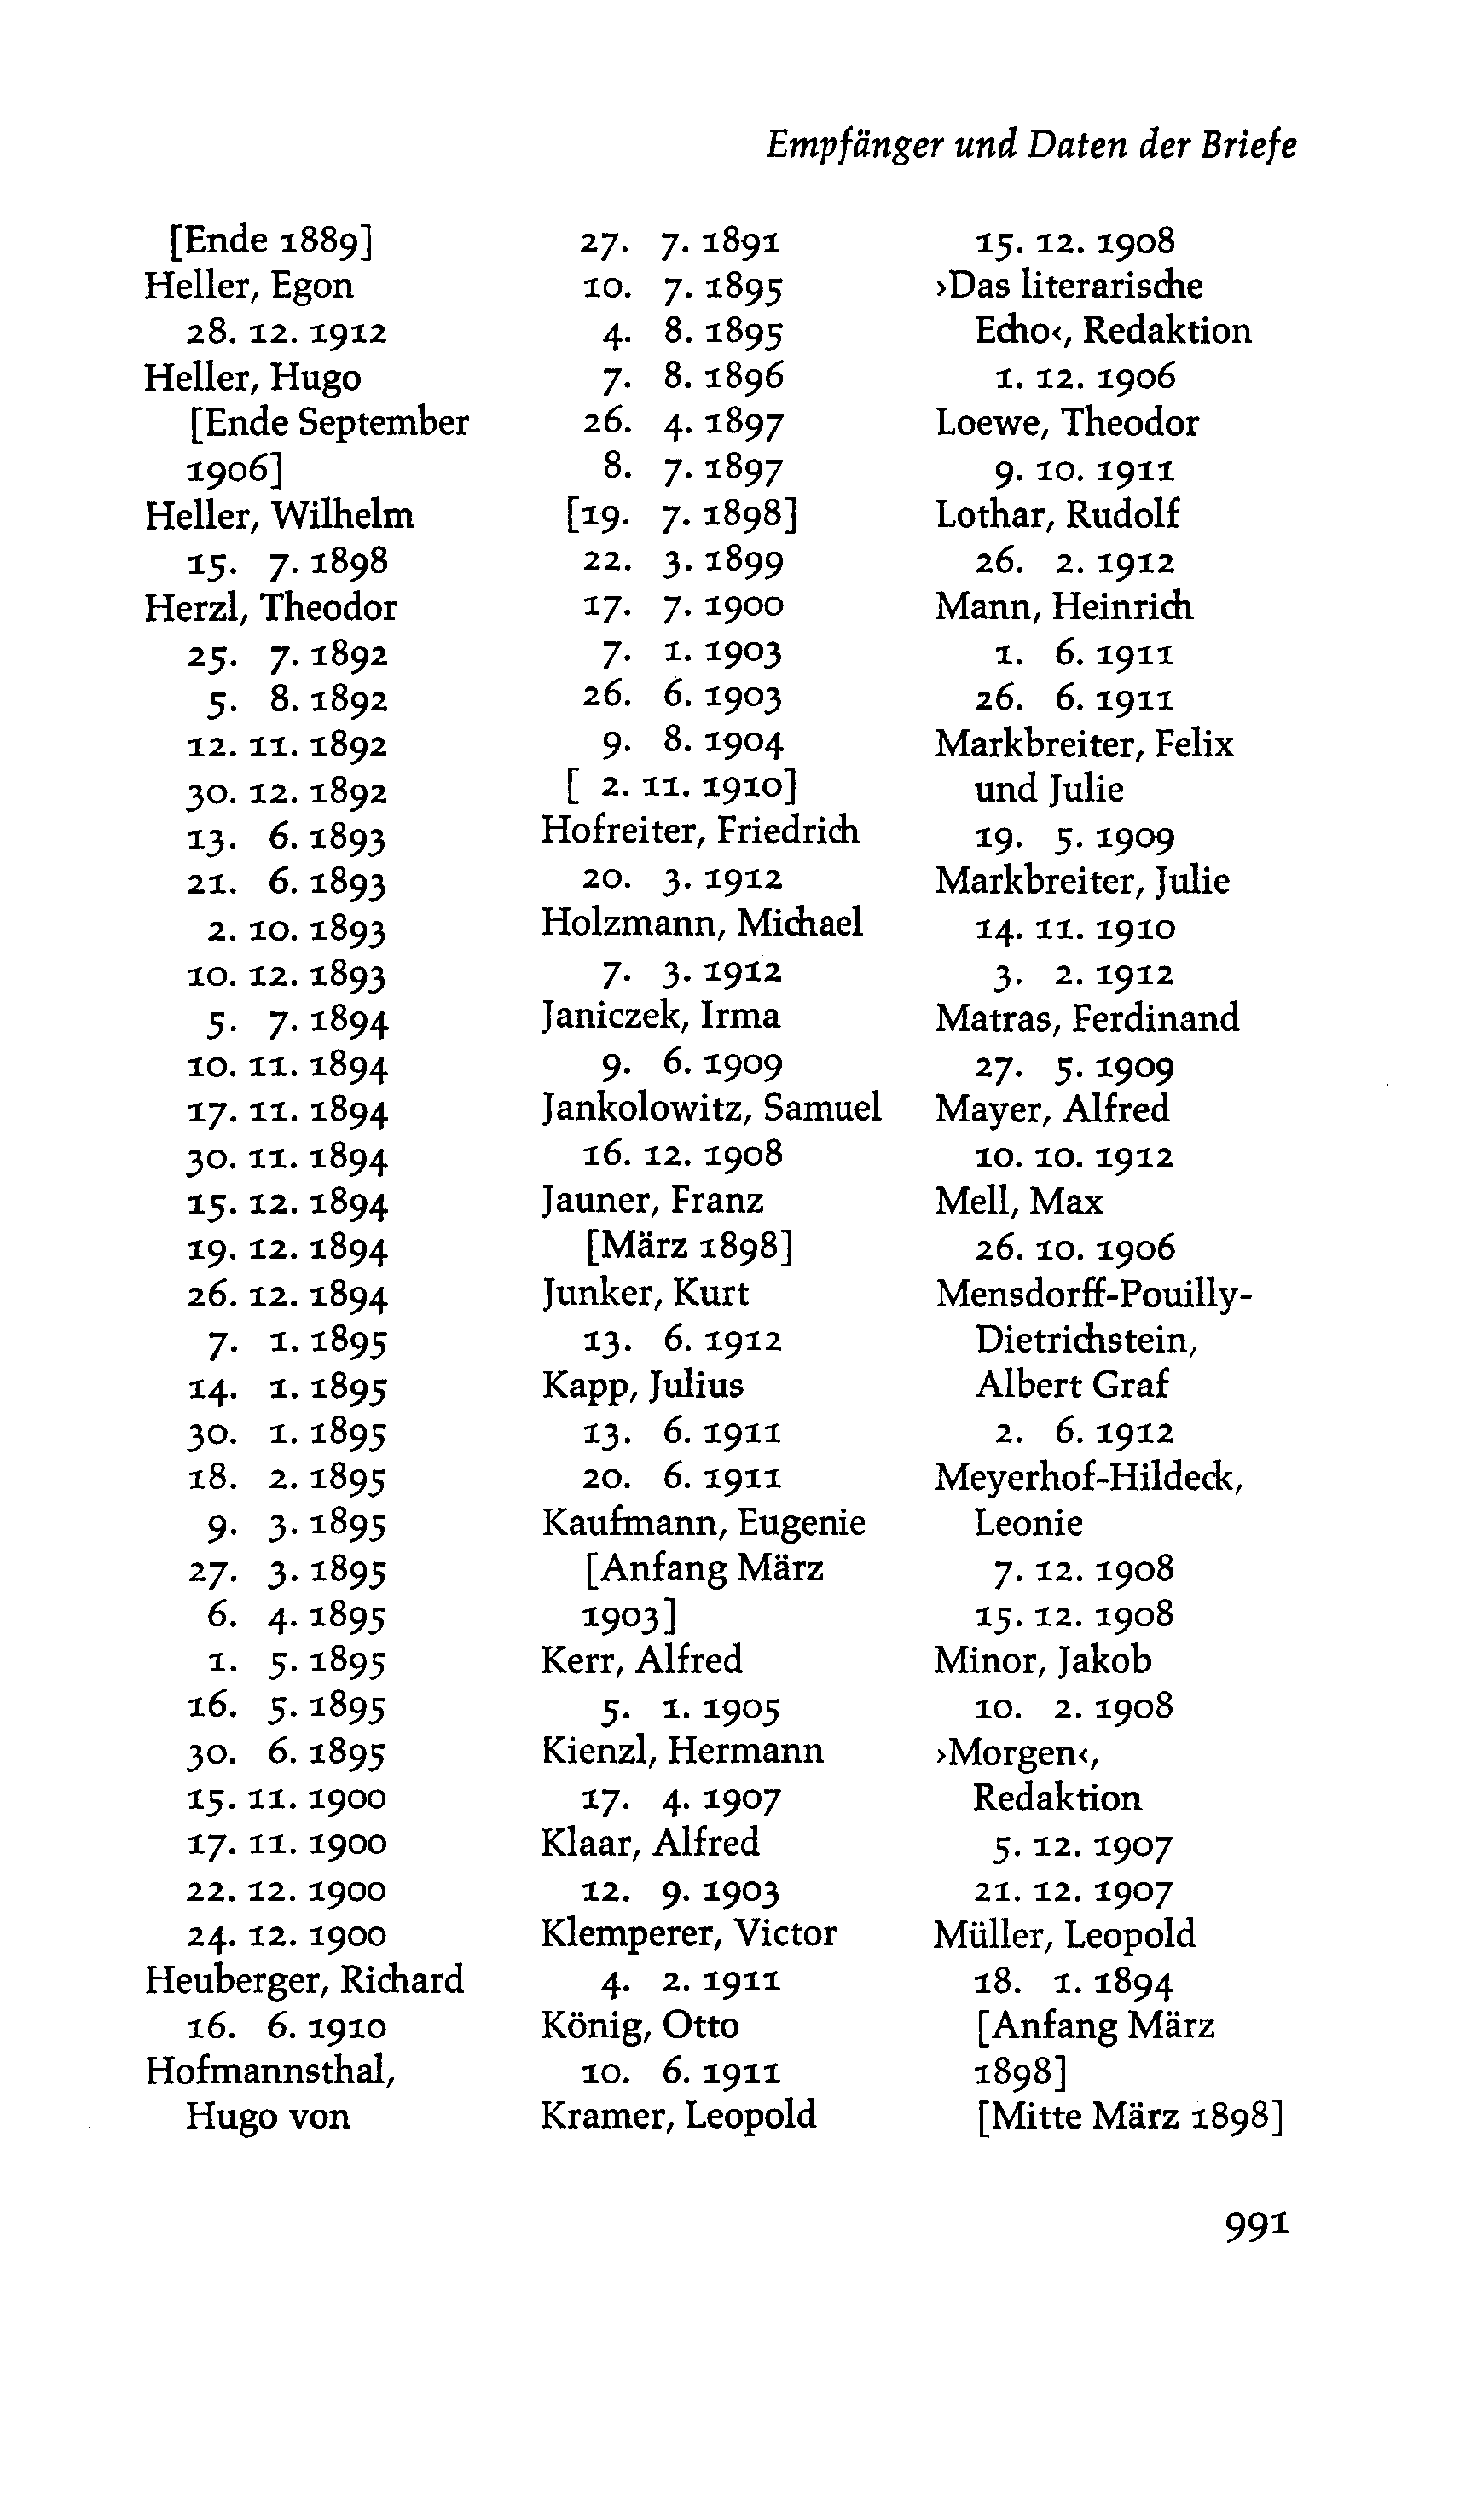 Empfänger und Daten der Briefe
[Ende 1889]
Heller, Egon
28. 12. 1912
Heller, Hugo
[Ende September
1906]
Heller, Wilhelm
15. 7. 1898
Herzl, Theodor
25. 7. 1892
5. 8. 1892
12. 11. 1892
30. 12. 1892
13. 6. 1893
21. 6. 1893
2. 10. 1893
10. 12. 1893
5. 7. 1894
10. 11. 1894
17. 11. 1894
30. 11. 1894
15. 12. 1894
19. 12. 1894
26. 12. 1894
7. 1. 1895
14. 1. 1895
30. 1. 1895
18. 2. 1895
9. 3. 1895
27. 3. 1895
6. 4. 1895
1. 5. 1895
16. 5. 1895
30. 6. 1895
15. 11. 1900
17. 11. 1900
22. 12. 1900
24. 12. 1900
Heuberger, Richard
16. 6. 1910
Hofmannsthal,
Hugo von
27. 7. 1891
10. 7. 1895
4. 8. 1895
7. 8. 1896
26. 4. 1897
8. 7. 1897
[19. 7. 1898]
22. 3. 1899
17. 7. 1900
7. 1. 1903
26. 6. 1903
9. 8. 1904
[ 2. 11. 1910]
Hofreiter, Friedrich
20. 3. 1912
Holzmann, Michael
7. 3. 1912
Janiczek, Irma
9. 6. 1909
Jankolowitz, Samuel
16. 12. 1908
Jauner, Franz
[März 1898]
Junker, Kurt
13. 6. 1912
Kapp, Julius
13. 6. 1911
20. 6. 1911
Kaufmann, Eugenie
[Anfang März
1903]
Kerr, Alfred
5. 1. 1905
Kienzl, Hermann
17. 4. 1907
Klaar, Alfred
12. 9. 1903
Klemperer, Victor
4. 2. 1911
König, Otto
10. 6. 1911
Kramer, Leopold
15. 12. 1908
›Das literarische
Echo‹, Redaktion
1. 12. 1906
Loewe, Theodor
9. 10. 1911
Lothar, Rudolf
26. 2. 1912
Mann, Heinrich
1. 6. 1911
26. 6. 1911
Markbreiter, Felix
und Julie
19. 5. 1909
Markbreiter, Julie
14. 11. 1910
3. 2. 1912
Matras, Ferdinand
27. 5. 1909
Mayer, Alfred
10. 10. 1912
Mell, Max
26. 10. 1906
Mensdorff-Pouilly-
Dietrichstein,
Albert Graf
2. 6. 1912
Meyerhof-Hildeck,
Leonie
7. 12. 1908
15. 12. 1908
Minor, Jakob
10. 2. 1908
›Morgen‹,
Redaktion
5. 12. 1907
21. 12. 1907
Müller, Leopold
18. 1. 1894
[Anfang März
1898]
[Mitte März 1898]
991